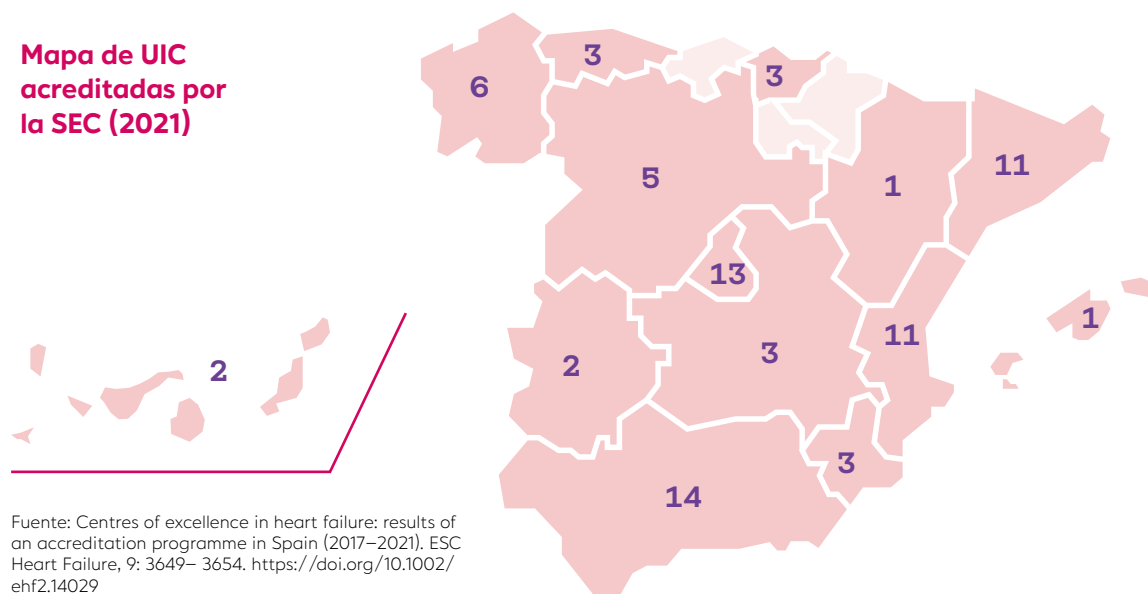 Mapa de UIC
acreditadas por
la SEC (2021)
3
3
6
11
5
1
13
1
11
3
2
2
3
14
Fuente: Centres of excellence in heart failure: results of
an accreditation programme in Spain (2017–2021). ESC
Heart Failure, 9: 3649– 3654. https://doi.org/10.1002/
ehf2.14029